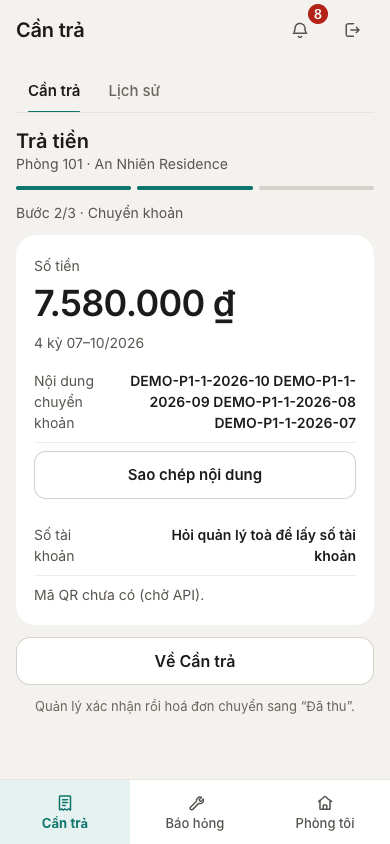 Cần trả
8
Cần trả
Lịch sử
Trả tiền
Phòng 101 · An Nhiên Residence
Bước 2/3 · Chuyển khoản
Số tiền
7.580.000 ₫
4 kỳ 07–10/2026
Nội dung chuyển khoản
DEMO-P1-1-2026-10 DEMO-P1-1-
2026-09 DEMO-P1-1-2026-08
DEMO-P1-1-2026-07
Sao chép nội dung
Số tài khoản
Hỏi quản lý toà để lấy số tài
khoản
Mã QR chưa có (chờ API).
Về Cần trả
Quản lý xác nhận rồi hoá đơn chuyển sang “Đã thu”.
Cần trả
Báo hỏng
Phòng tôi